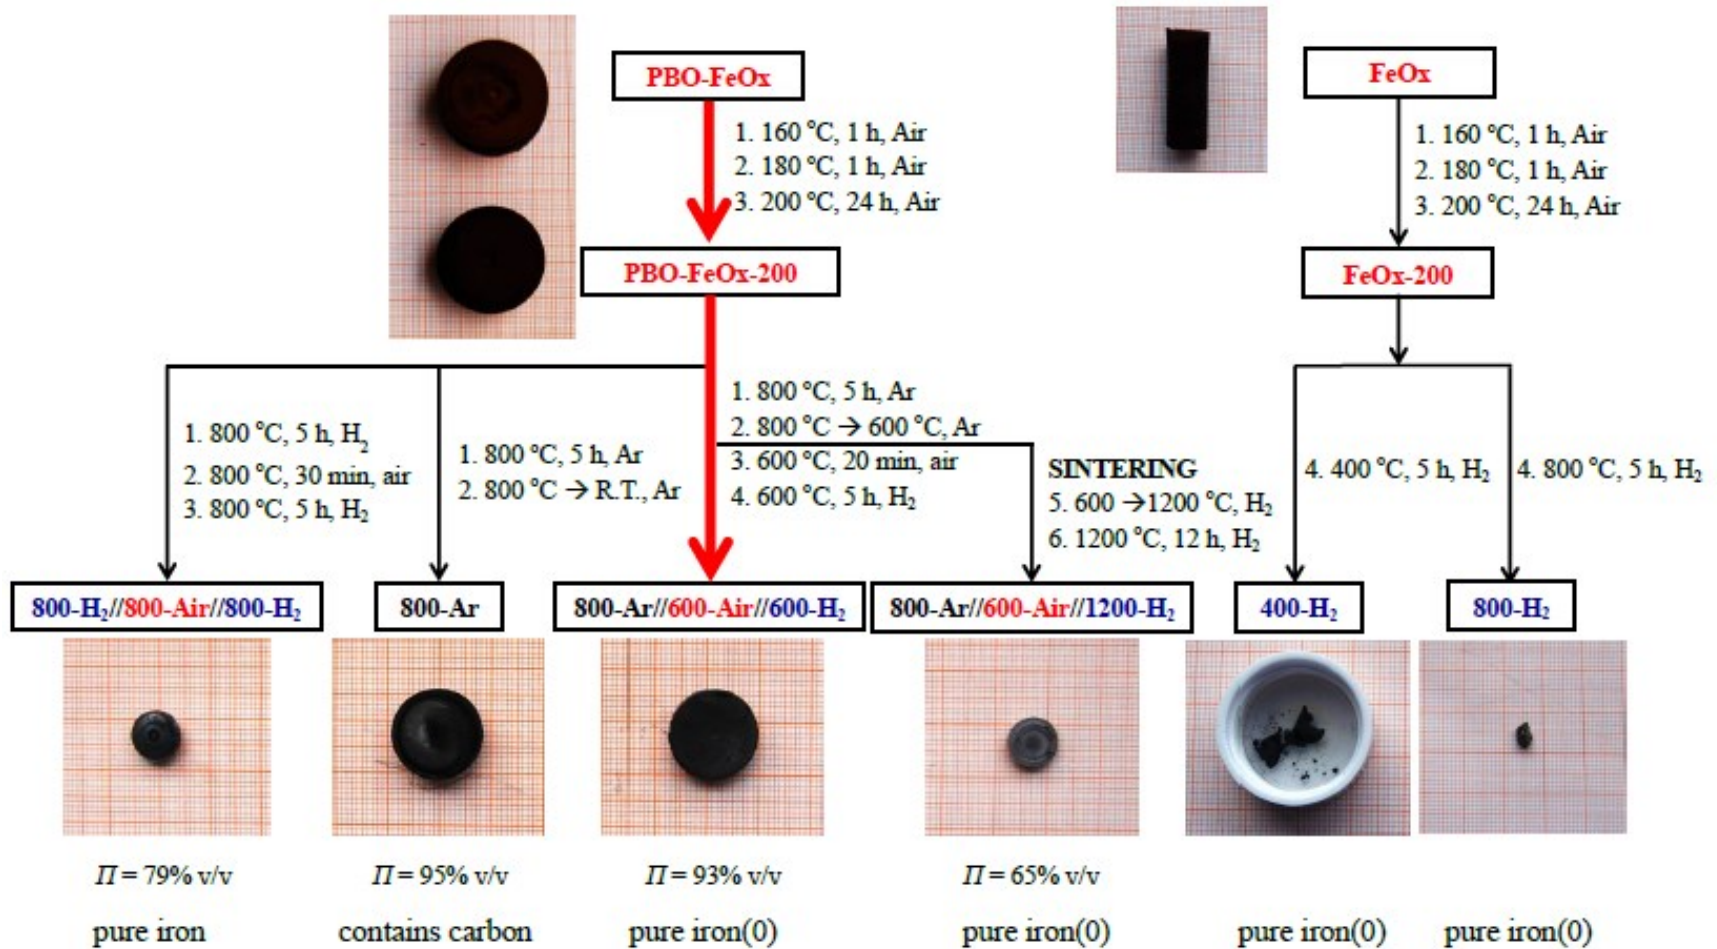 PBO-FeOx
FeOx
1. 160 °C, 1 h, Air
2. 180 °C, 1 h, Air
3. 200 °C, 24 h, Air
1. 160 °C, 1 h, Air
2. 180 °C, 1 h, Air
3. 200 °C, 24 h, Air
PBO-FeOx-200
FeOx-200
1. 800 °C, 5 h, H₂
2. 800 °C, 30 min, air
3. 800 °C, 5 h, H₂
1. 800 °C, 5 h, Ar
2. 800 °C → R.T., Ar
1. 800 °C, 5 h, Ar
2. 800 °C → 600 °C, Ar
3. 600 °C, 20 min, air
4. 600 °C, 5 h, H₂
SINTERING
5. 600 →1200 °C, H₂
6. 1200 °C, 12 h, H₂
4. 400 °C, 5 h, H₂
4. 800 °C, 5 h, H₂
800-H₂//800-Air//800-H₂
800-Ar
800-Ar//600-Air//600-H₂
800-Ar//600-Air//1200-H₂
400-H₂
800-H₂
Π = 79% v/v
Π = 95% v/v
Π = 93% v/v
Π = 65% v/v
pure iron
contains carbon
pure iron(0)
pure iron(0)
pure iron(0)
pure iron(0)